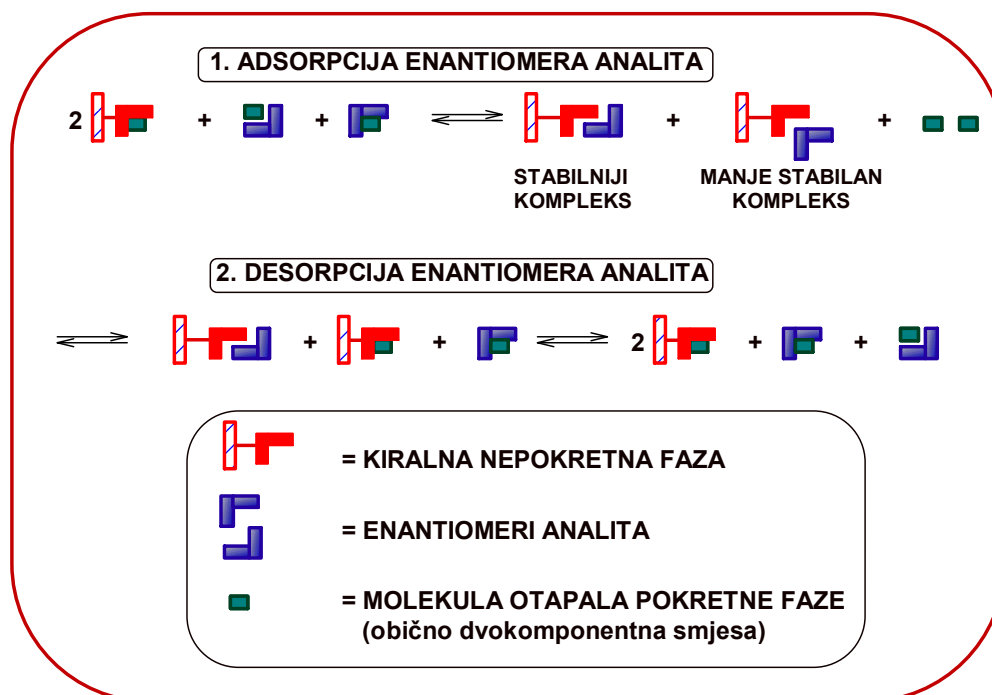 1. ADSORPCIJA ENANTIOMERA ANALITA
2 + + + +
STABILNIJI MANJE STABILAN
KOMPLEKS KOMPLEKS
2. DESORPCIJA ENANTIOMERA ANALITA
+ + 2 + +
= KIRALNA NEPOKRETNA FAZA
= ENANTIOMERI ANALITA
= MOLEKULA OTAPALA POKRETNE FAZE
(obično dvokomponentna smjesa)